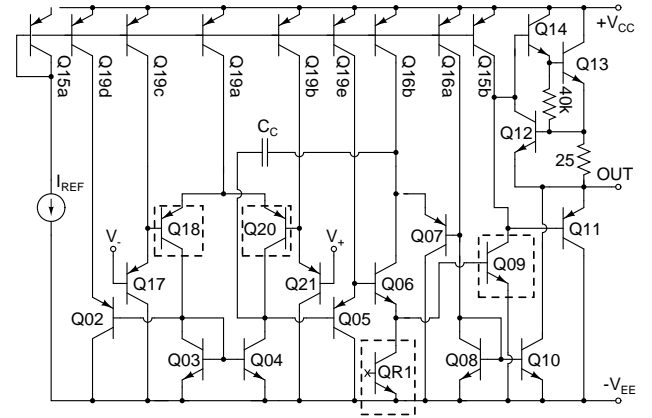 Q14
+VCC
Q13
Q15a
Q19d
Q19c
Q19a
Q19b
Q19e
Q16b
Q16a
Q15b
40k
Q12
CC
25
OUT
IREF
Q18
Q20
Q07
Q11
V-
V+
Q09
Q17
Q21
Q06
Q02
Q05
Q03
Q04
x
QR1
Q08
Q10
-VEE